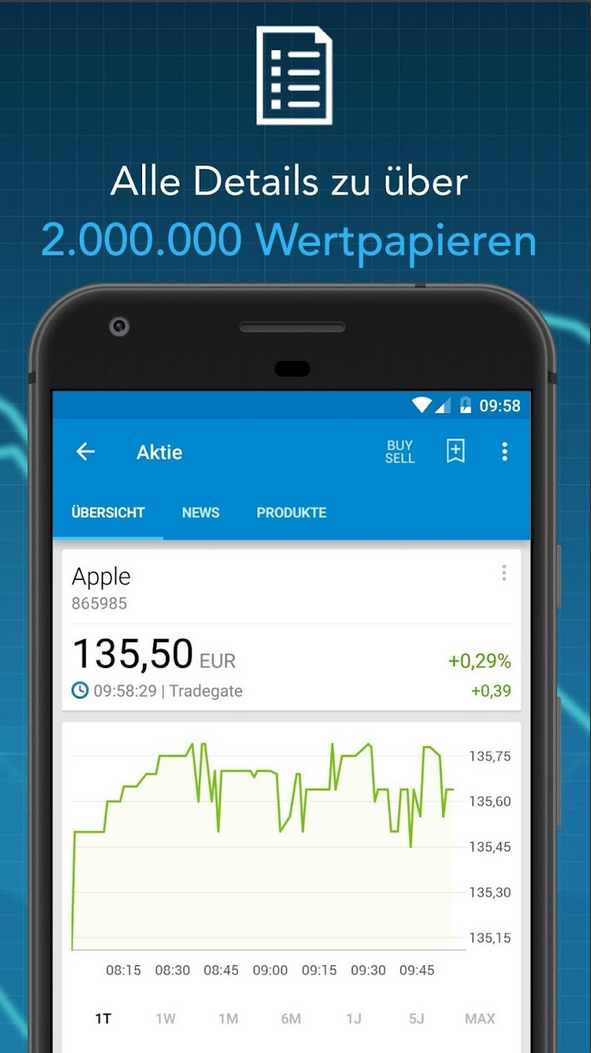 Alle Details zu über
2.000.000 Wertpapieren
09:58
Aktie
BUY
SELL
ÜBERSICHT NEWS PRODUKTE
Apple
865985
135,50 EUR +0,29%
09:58:29 | Tradegate +0,39
135,75
135,60
135,45
135,30
135,15
08:15 08:30 08:45 09:00 09:15 09:30 09:45
1T 1W 1M 6M 1J 5J MAX